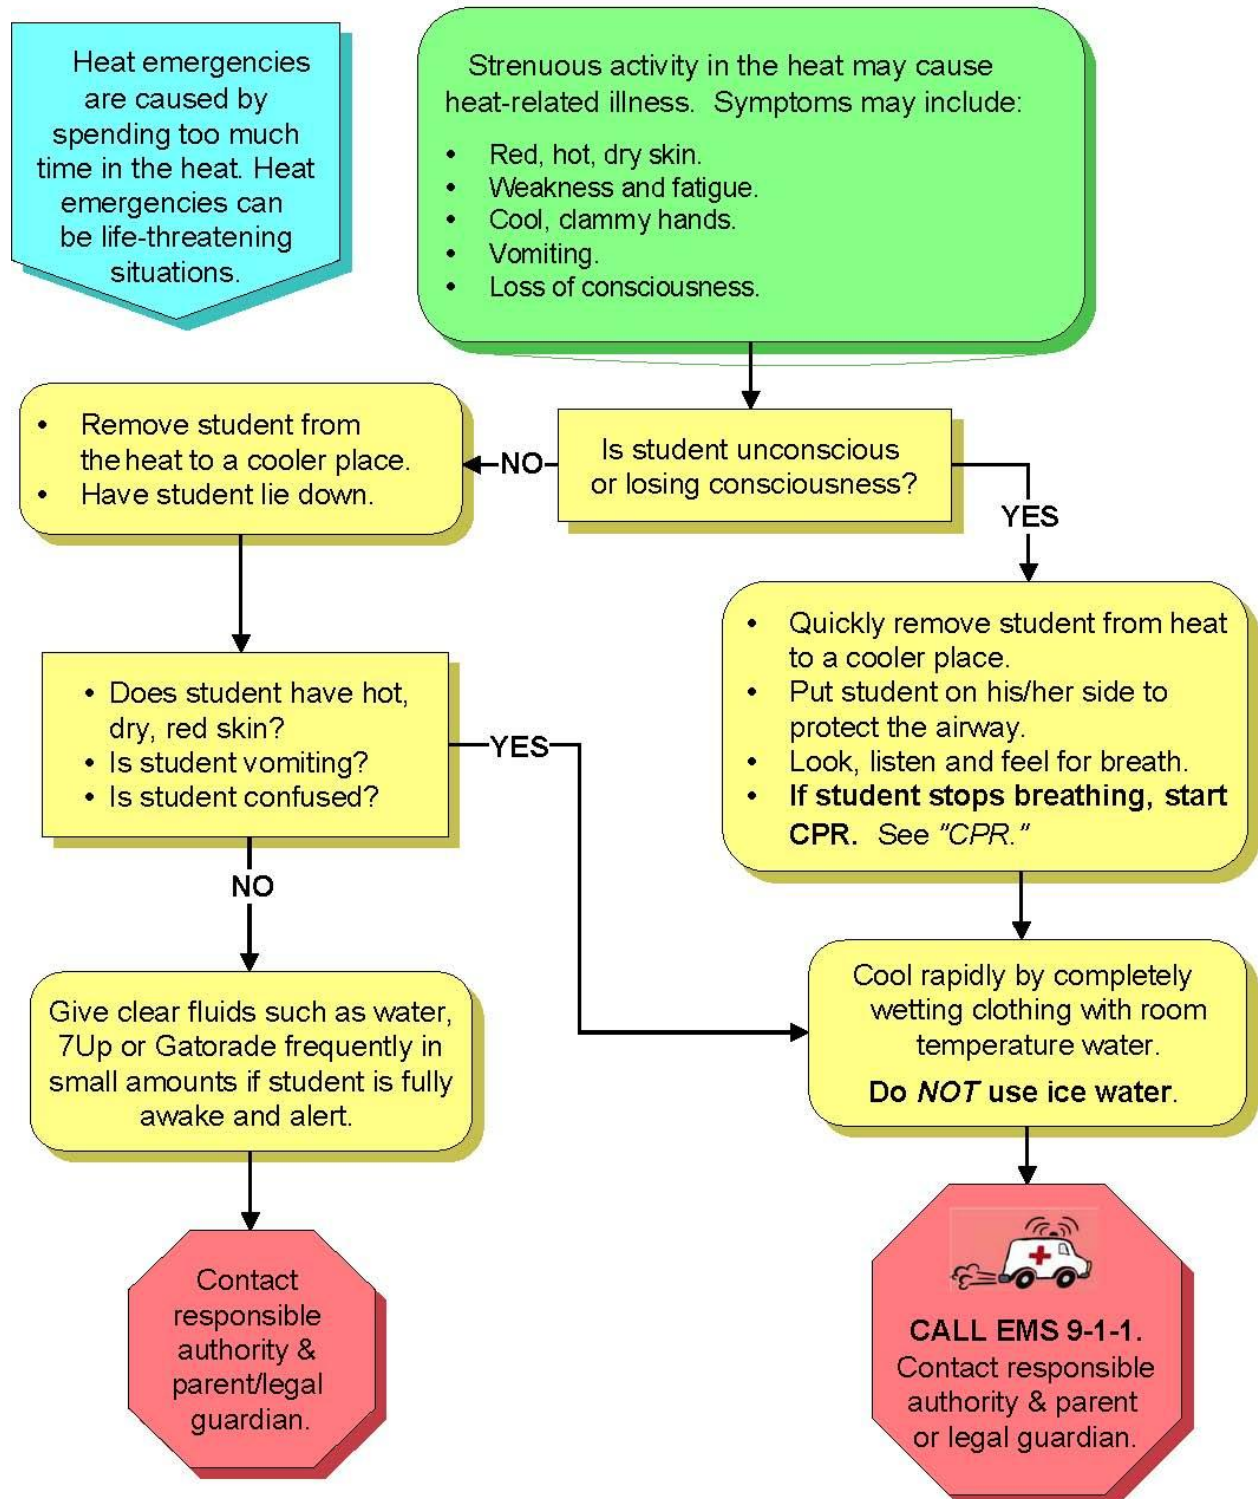 Heat emergencies
are caused by
spending too much
time in the heat. Heat
emergencies can
be life-threatening
situations.
Strenuous activity in the heat may cause
heat-related illness. Symptoms may include:
• Red, hot, dry skin.
• Weakness and fatigue.
• Cool, clammy hands.
• Vomiting.
• Loss of consciousness.
• Remove student from
the heat to a cooler place.
• Have student lie down.
NO
Is student unconscious
or losing consciousness?
YES
• Quickly remove student from heat
to a cooler place.
• Put student on his/her side to
protect the airway.
• Look, listen and feel for breath.
• If student stops breathing, start
CPR. See "CPR."
• Does student have hot,
dry, red skin?
• Is student vomiting?
• Is student confused?
YES
NO
Give clear fluids such as water,
7Up or Gatorade frequently in
small amounts if student is fully
awake and alert.
Cool rapidly by completely
wetting clothing with room
temperature water.
Do NOT use ice water.
Contact
responsible
authority &
parent/legal
guardian.
CALL EMS 9-1-1.
Contact responsible
authority & parent
or legal guardian.